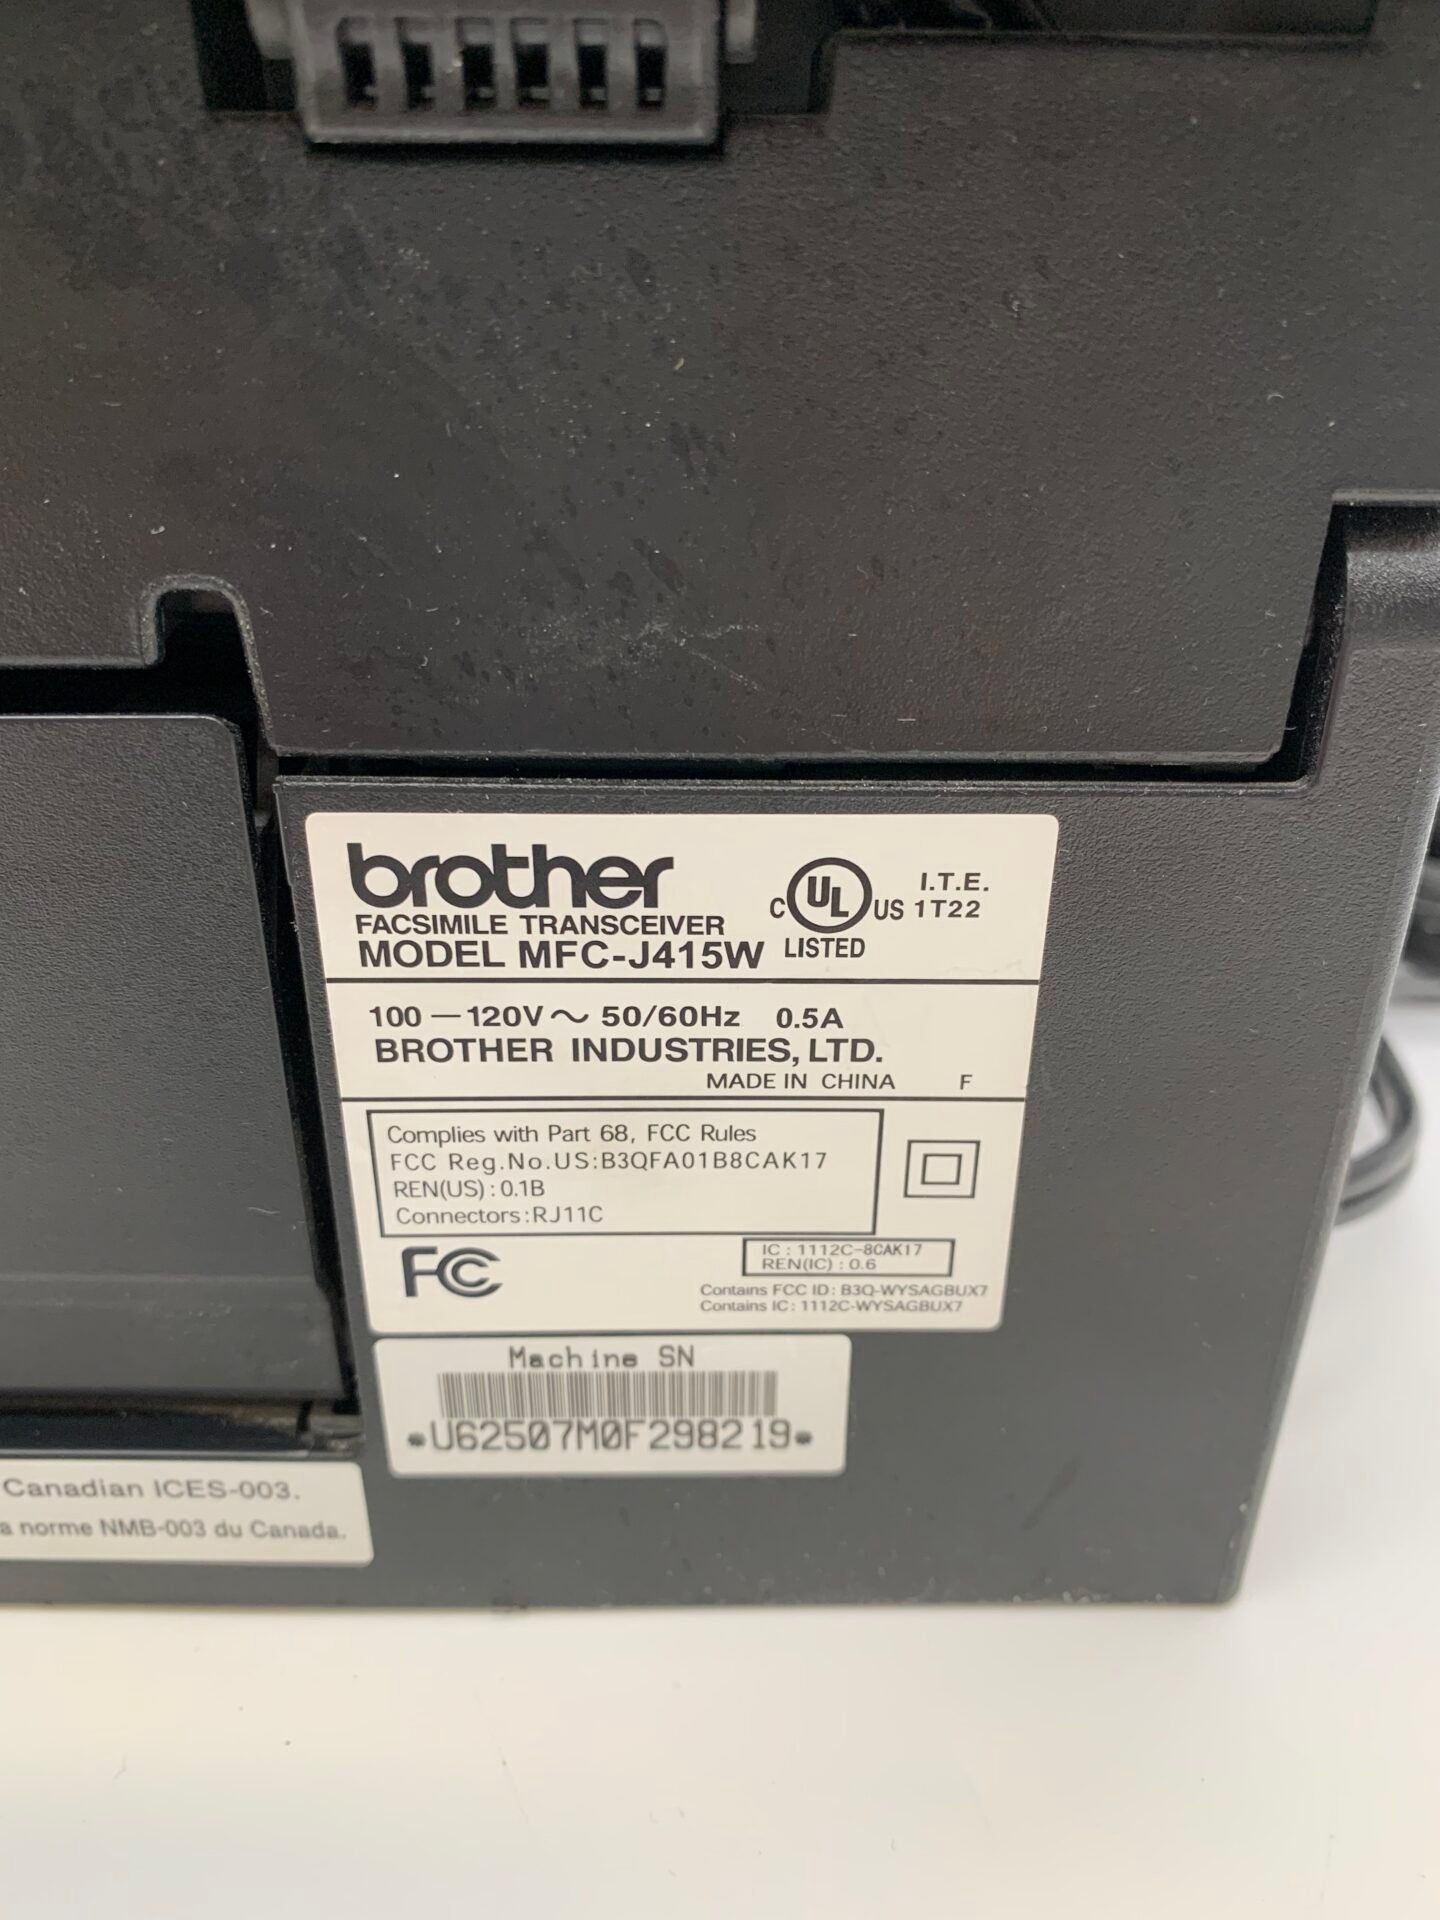 brother
FACSIMILE TRANSCEIVER
MODEL MFC-J415W
C UL US
LISTED
I.T.E.
1T22
100 — 120V ∼ 50/60Hz 0.5A
BROTHER INDUSTRIES, LTD.
MADE IN CHINA F
Complies with Part 68, FCC Rules
FCC Reg.No.US:B3QFA01B8CAK17
REN(US) : 0.1B
Connectors:RJ11C
FC
IC : 1112C-8CAK17
REN(IC) : 0.6
Contains FCC ID: B3Q-WYSAGBUX7
Contains IC: 1112C-WYSAGBUX7
Machine SN
*U62507M0F298219*
Canadian ICES-003.
a norme NMB-003 du Canada.